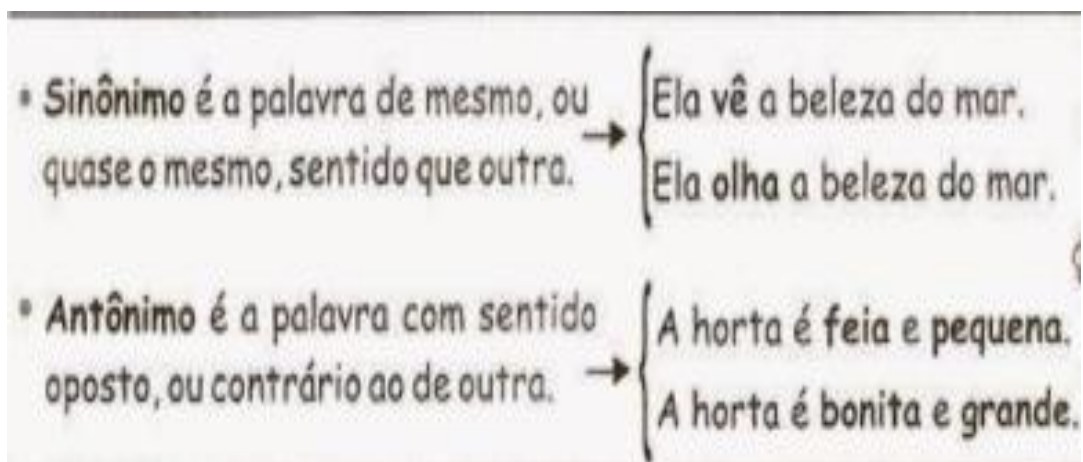 • Sinônimo é a palavra de mesmo, ou
quase o mesmo, sentido que outra.
Ela vê a beleza do mar.
Ela olha a beleza do mar.
• Antônimo é a palavra com sentido
oposto, ou contrário ao de outra.
A horta é feia e pequena.
A horta é bonita e grande.